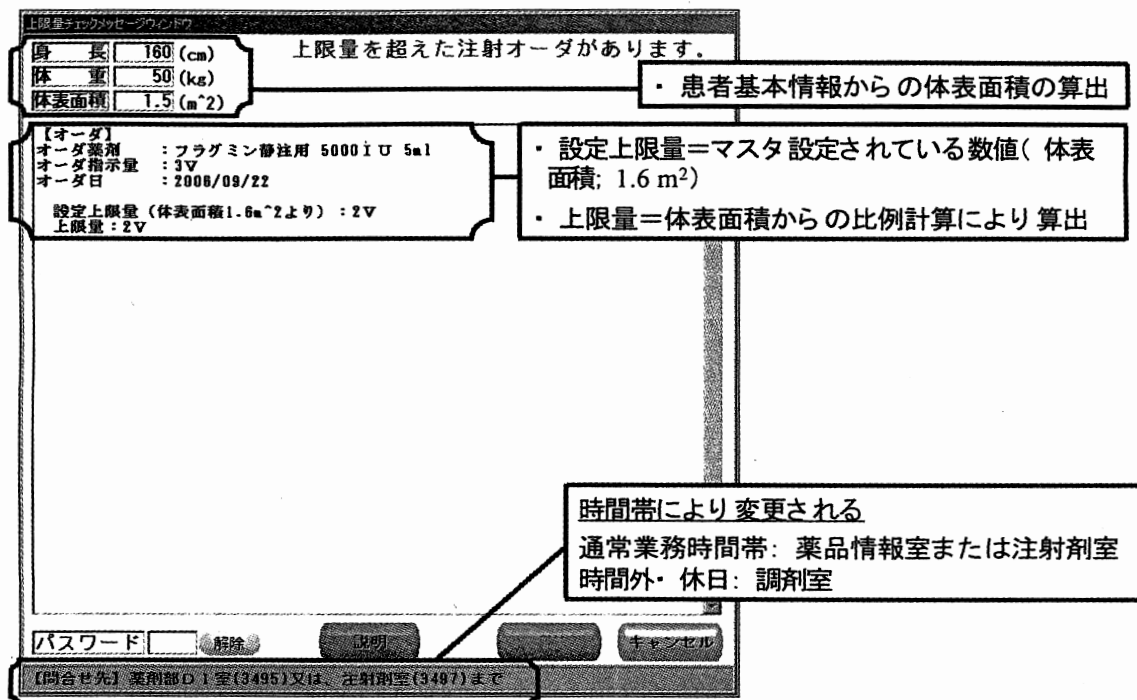 上限量チェックメッセージウィンドウ
身 長 160 (cm)
体 重 50 (kg)
体表面積 1.5 (m^2)
上限量を超えた注射オーダがあります.
・ 患者基本情報からの体表面積の算出
【オーダ】
オーダ薬剤 :フラグミン静注用 5000IU 5ml
オーダ指示量 :3V
オーダ日 :2006/09/22
設定上限量(体表面積1.6m^2より):2V
上限量:2V
・ 設定上限量=マスタ設定されている数値( 体表
面積; 1.6 m²)
・ 上限量=体表面積からの比例計算により算出
時間帯により変更される
通常業務時間帯: 薬品情報室または注射剤室
時間外・休日: 調剤室
パスワード 解除 説明 キャンセル
【問合せ先】薬剤部DI室(3495)又は、注射剤室(3497)まで